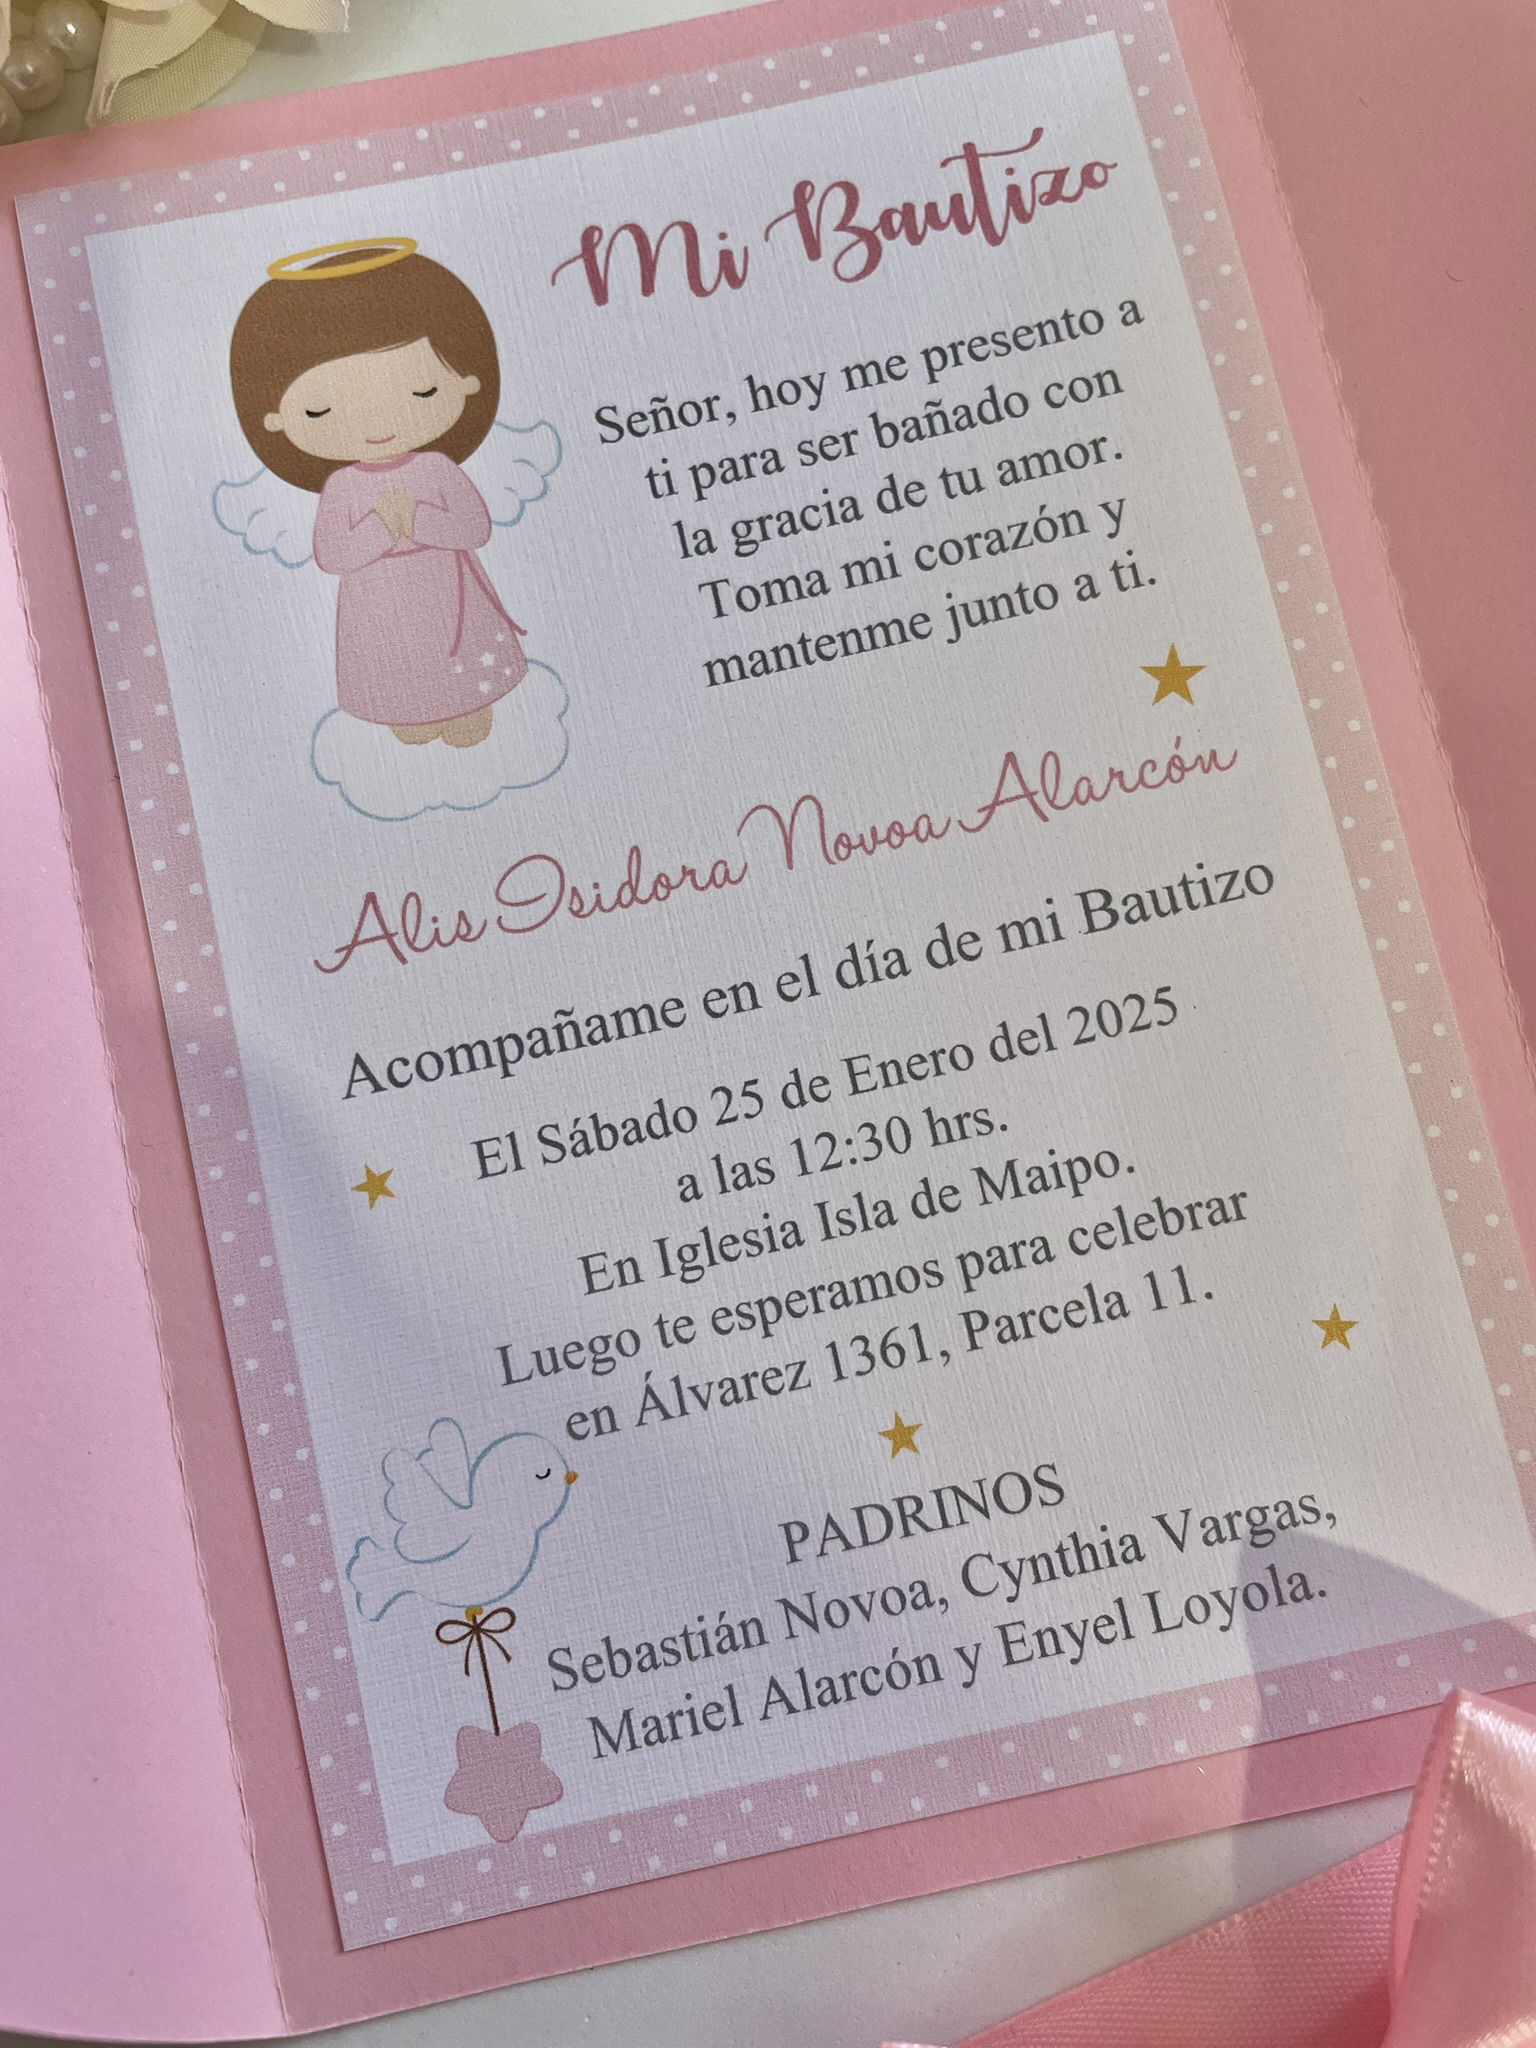 Mi Bautizo
Señor, hoy me presento a
ti para ser bañado con
la gracia de tu amor.
Toma mi corazón y
mantenme junto a ti.
Alis Isidora Novoa Alarcón
Acompañame en el día de mi Bautizo
El Sábado 25 de Enero del 2025
a las 12:30 hrs.
En Iglesia Isla de Maipo.
Luego te esperamos para celebrar
en Álvarez 1361, Parcela 11.
PADRINOS
Sebastián Novoa, Cynthia Vargas,
Mariel Alarcón y Enyel Loyola.